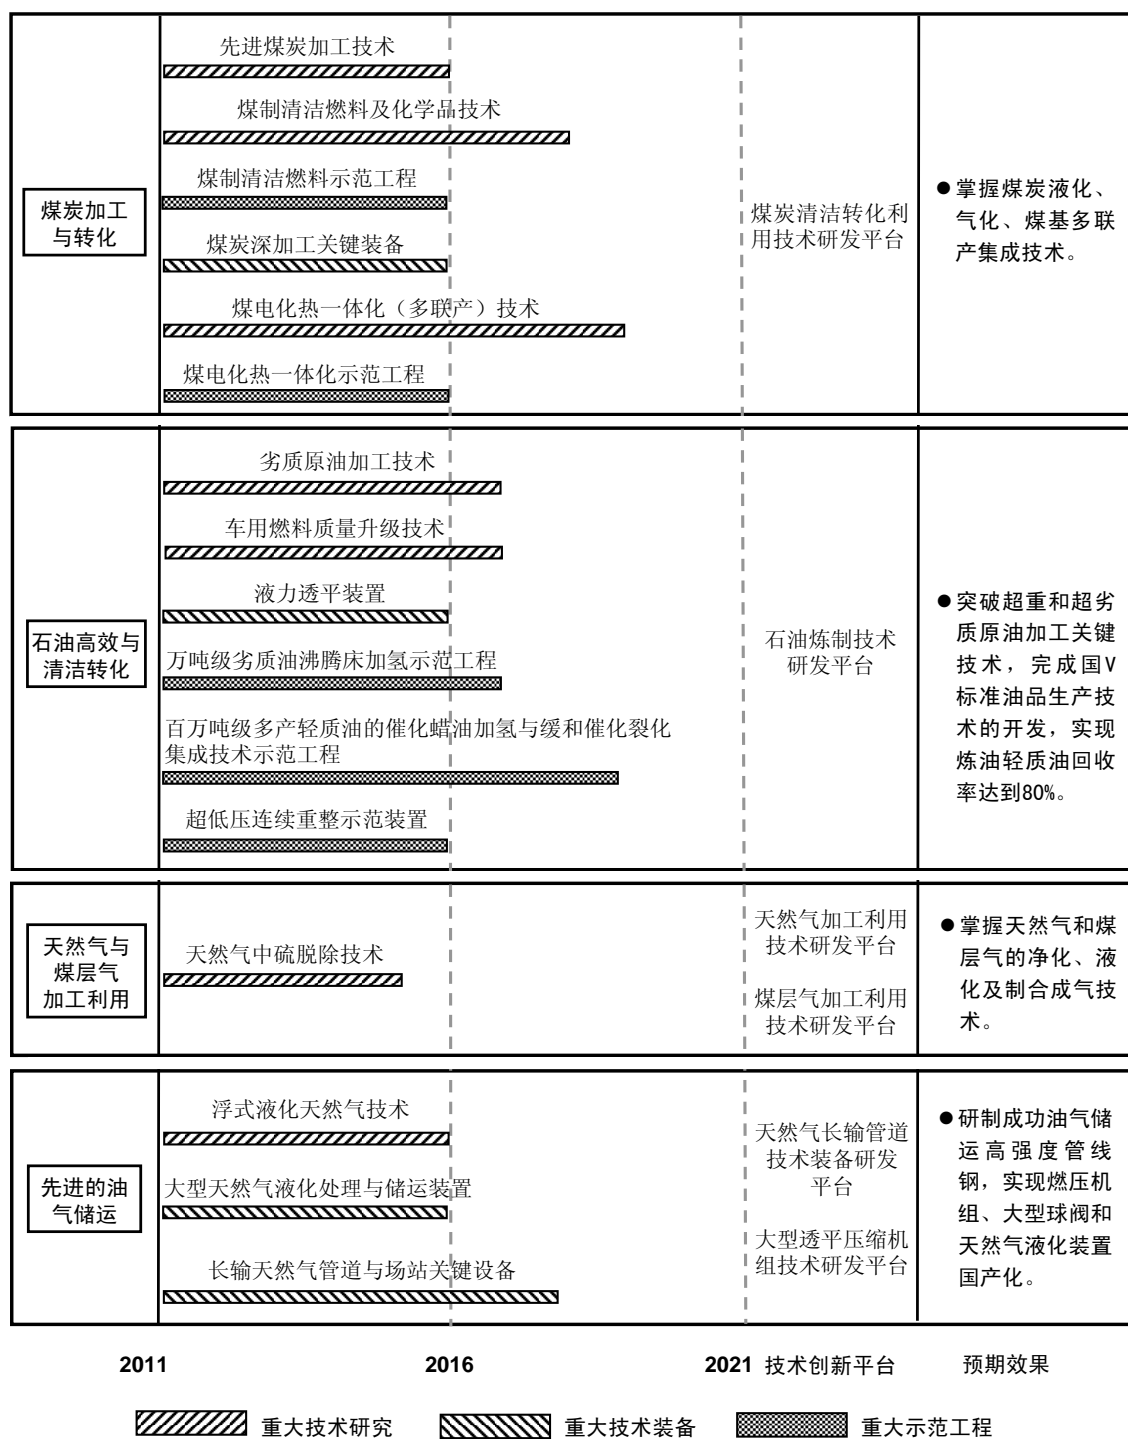 煤炭加工
与转化
先进煤炭加工技术
煤制清洁燃料及化学品技术
煤制清洁燃料示范工程
煤炭深加工关键装备
煤电化热一体化（多联产）技术
煤电化热一体化示范工程
煤炭清洁转化利
用技术研发平台
●掌握煤炭液化、
气化、煤基多联
产集成技术。
石油高效与
清洁转化
劣质原油加工技术
车用燃料质量升级技术
液力透平装置
万吨级劣质油沸腾床加氢示范工程
百万吨级多产轻质油的催化蜡油加氢与缓和催化裂化
集成技术示范工程
超低压连续重整示范装置
石油炼制技术
研发平台
●突破超重和超劣
质原油加工关键
技术，完成国V
标准油品生产技
术的开发，实现
炼油轻质油回收
率达到80%。
天然气与
煤层气
加工利用
天然气中硫脱除技术
天然气加工利用
技术研发平台
煤层气加工利用
技术研发平台
●掌握天然气和煤
层气的净化、液
化及制合成气技
术。
先进的油
气储运
浮式液化天然气技术
大型天然气液化处理与储运装置
长输天然气管道与场站关键设备
天然气长输管道
技术装备研发
平台
大型透平压缩机
组技术研发平台
●研制成功油气储
运高强度管线
钢，实现燃压机
组、大型球阀和
天然气液化装置
国产化。
2011 2016 2021 技术创新平台 预期效果
重大技术研究 重大技术装备 重大示范工程